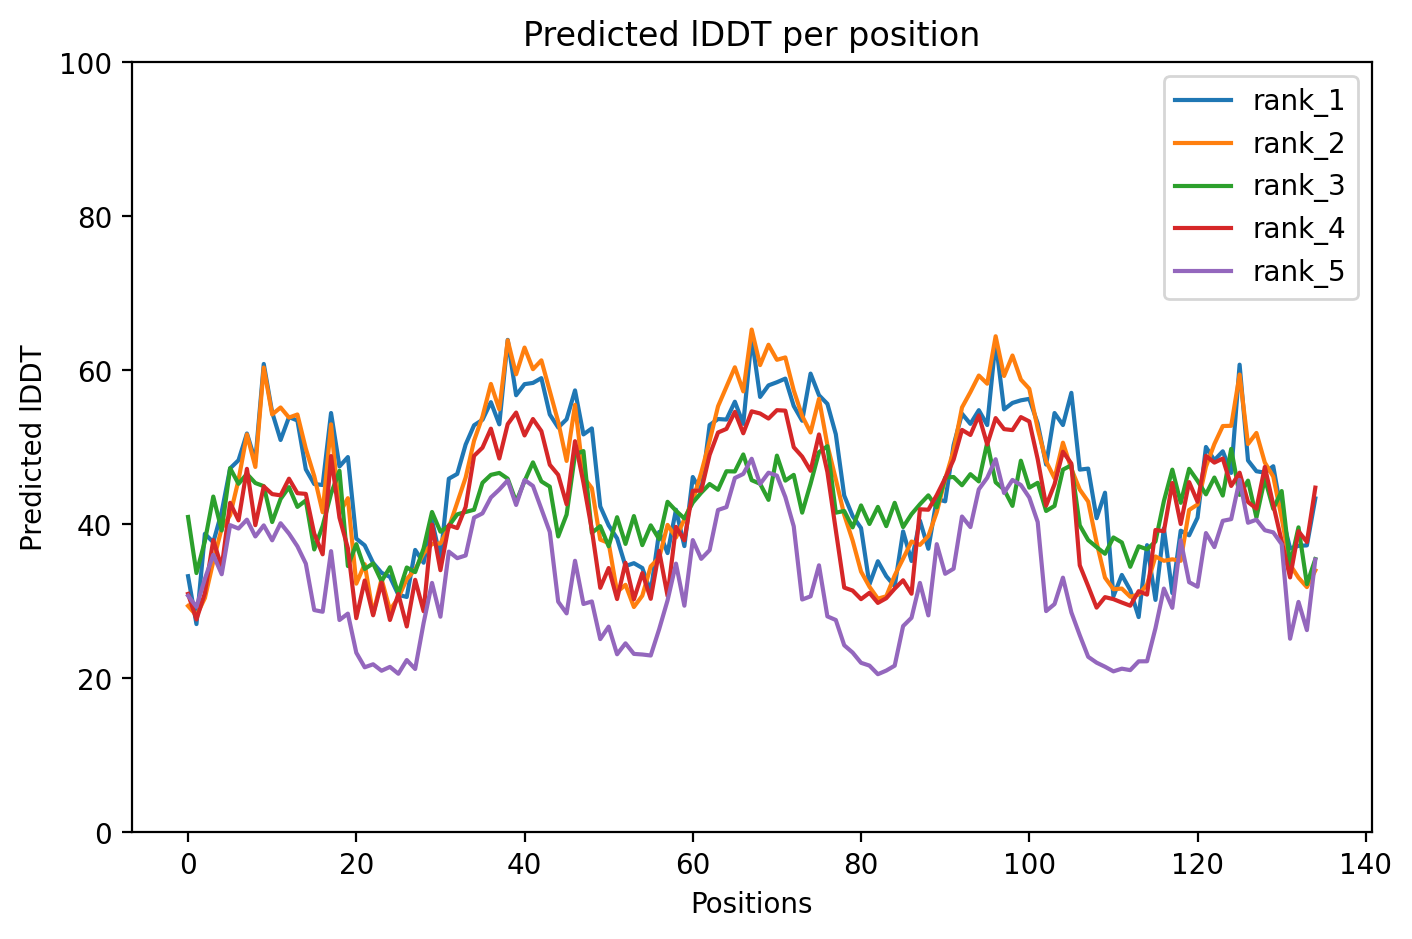 Predicted lDDT per position
100
80
60
40
20
0
Predicted lDDT
rank_1
rank_2
rank_3
rank_4
rank_5
0 20 40 60 80 100 120 140
Positions